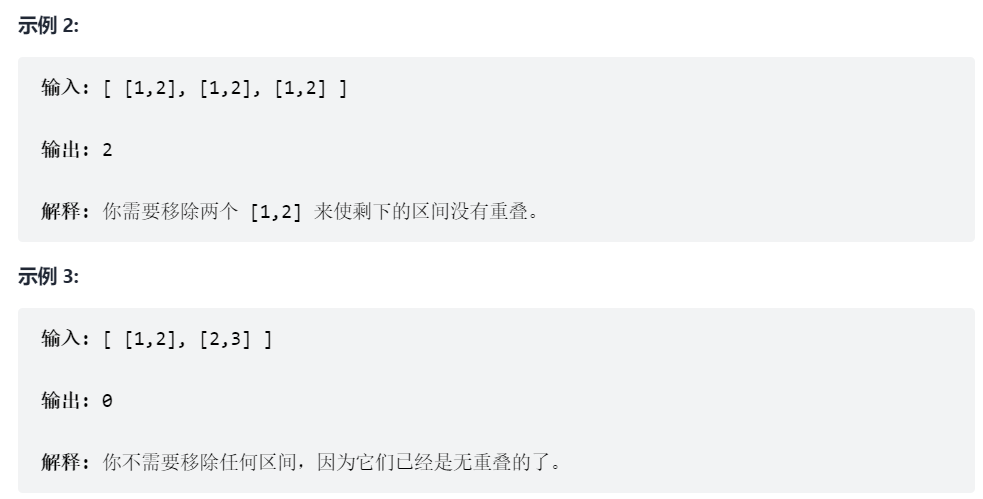 示例 2:
输入: [ [1,2], [1,2], [1,2] ]
输出: 2
解释: 你需要移除两个 [1,2] 来使剩下的区间没有重叠。
示例 3:
输入: [ [1,2], [2,3] ]
输出: 0
解释: 你不需要移除任何区间，因为它们已经是无重叠的了。